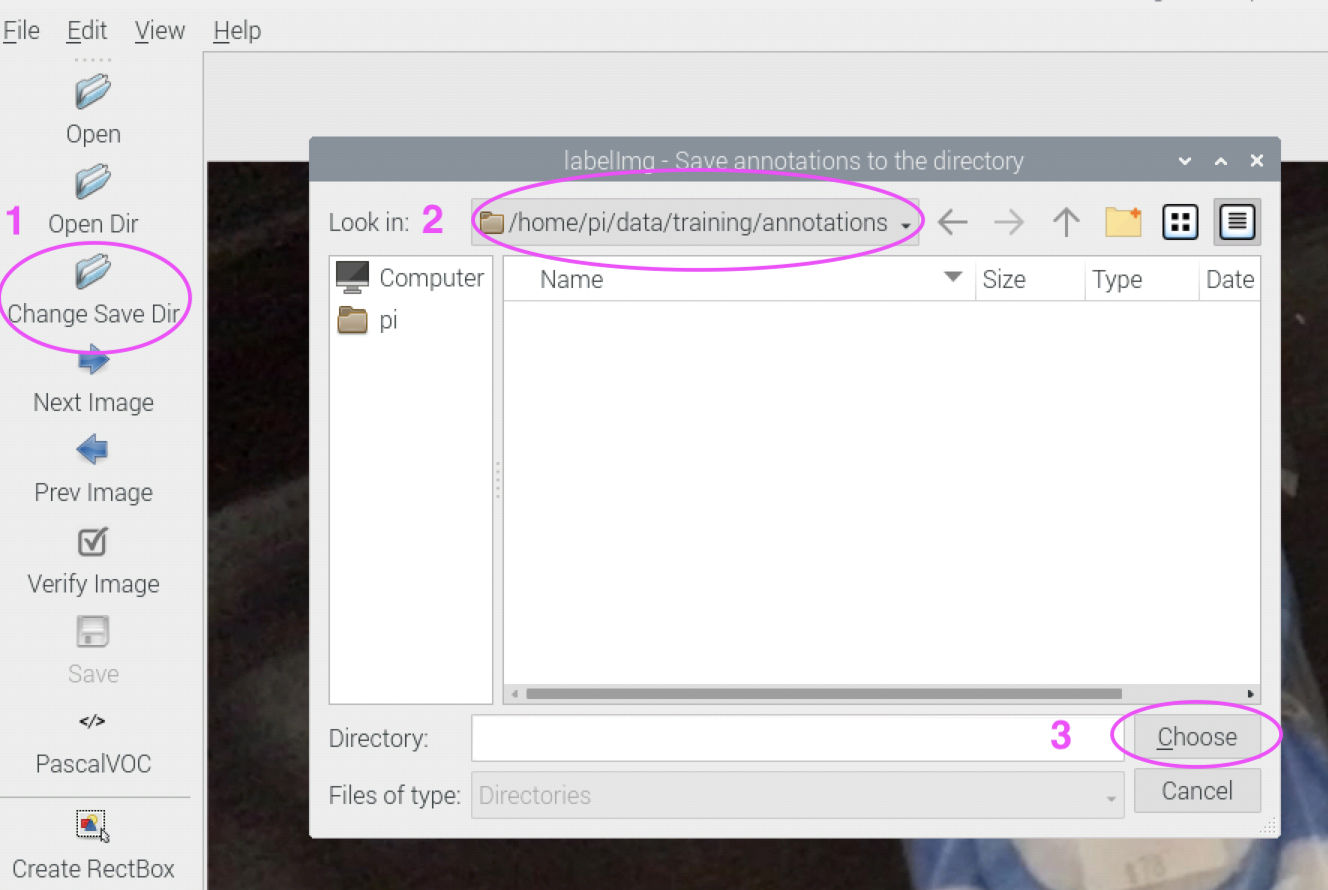 File Edit View Help
Open
1
Open Dir
Change Save Dir
Next Image
Prev Image
Verify Image
Save
</>
PascalVOC
Create RectBox
labelImg - Save annotations to the directory
Look in: 2 /home/pi/data/training/annotations
Computer
pi
Name Size Type Date
Directory: 3 Choose
Files of type: Directories Cancel